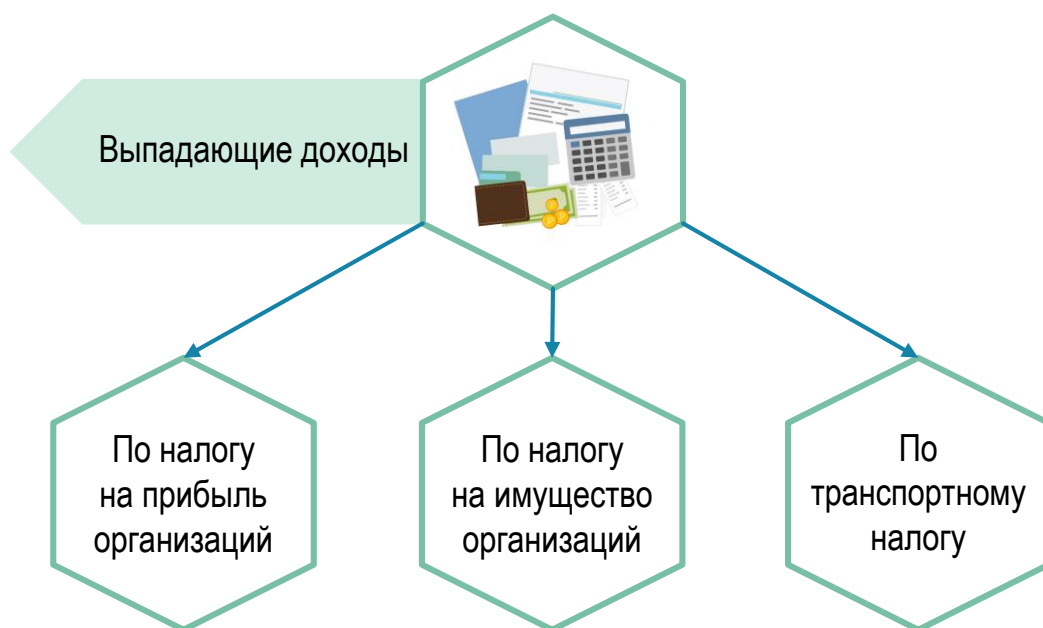 Выпадающие доходы
По налогу
на прибыль
организаций
По налогу
на имущество
организаций
По
транспортному
налогу